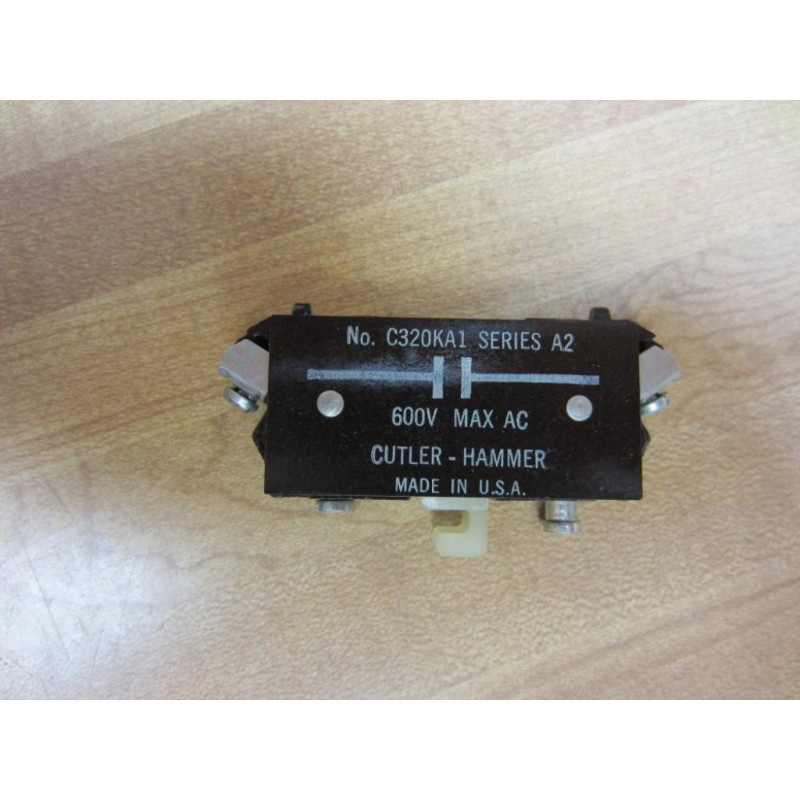 No. C320KA1 SERIES A2
600V MAX AC
CUTLER - HAMMER
MADE IN U.S.A.